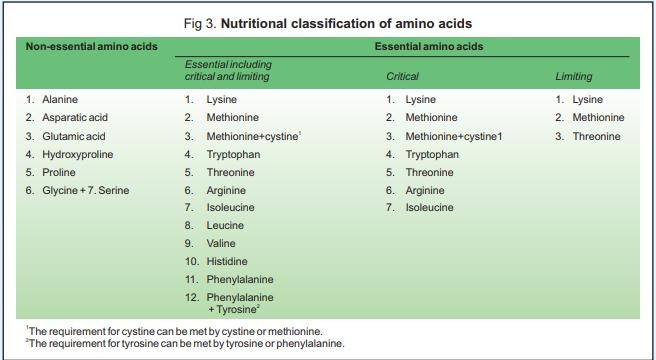 Fig 3. Nutritional classification of amino acids
Non-essential amino acids
Essential amino acids
Essential including
critical and limiting
Critical
Limiting
1. Alanine
2. Asparatic acid
3. Glutamic acid
4. Hydroxyproline
5. Proline
6. Glycine + 7. Serine
1. Lysine
2. Methionine
3. Methionine+cystine¹
4. Tryptophan
5. Threonine
6. Arginine
7. Isoleucine
8. Leucine
9. Valine
10. Histidine
11. Phenylalanine
12. Phenylalanine
+ Tyrosine²
1. Lysine
2. Methionine
3. Methionine+cystine1
4. Tryptophan
5. Threonine
6. Arginine
7. Isoleucine
1. Lysine
2. Methionine
3. Threonine
¹The requirement for cystine can be met by cystine or methionine.
²The requirement for tyrosine can be met by tyrosine or phenylalanine.